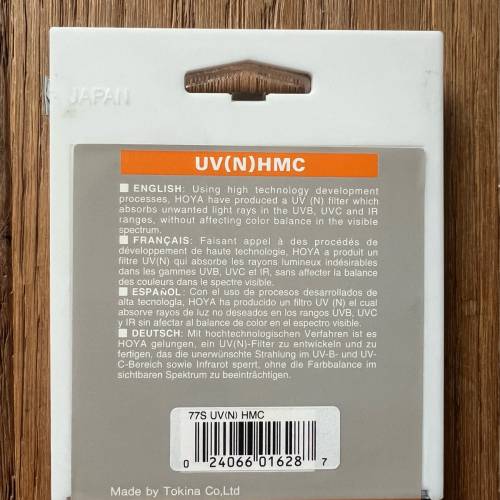 JAPAN
UV(N)HMC
ENGLISH: Using high technology development
processes, HOYA have produced a UV (N) filter which
absorbs unwanted light rays in the UVB, UVC and IR
ranges, without affecting color balance in the visible
spectrum.
FRANÇAIS: Faisant appel à des procédés de
développement de haute technologie, HOYA a produit un
filtre UV(N) qui absorbe les rayons lumineux indésirables
dans les gammes UVB, UVC et IR, sans affecter la balance
des couleurs dans le spectre visible.
ESPAÑOL: Con el uso de procesos desarrollados de
alta tecnologia, HOYA ha producido un filtro UV (N) el cual
absorve rayos de luz no deseados en los rangos UVB, UVC
y IR sin afectar al balance de color en el espectro visible.
DEUTSCH: Mit hochtechnologischen Verfahren ist es
HOYA gelungen, ein UV(N)-Filter zu entwickeln und zu
fertigen, das die unerwünschte Strahlung im UV-B- und UV-
C-Bereich sowie Infrarot sperrt, ohne die Farbbalance im
sichtbaren Spektrum zu beeinträchtigen.
77S UV(N) HMC
0 24066 01628 7
Made by Tokina Co,Ltd